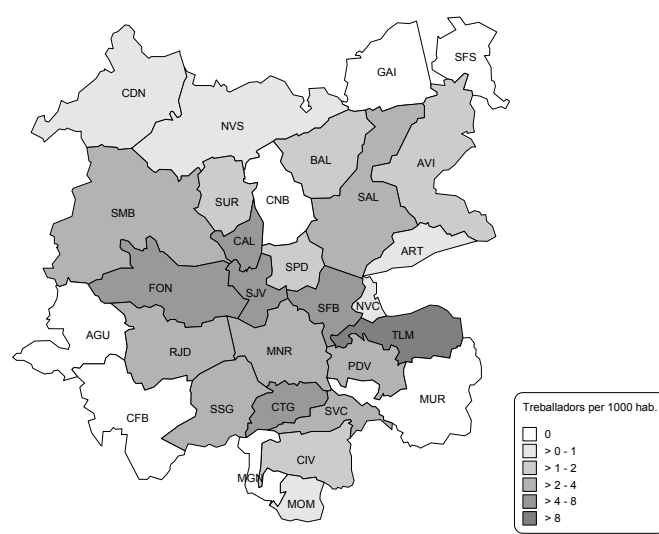 SFS
GAI
CDN
NVS
BAL
AVI
CNB
SAL
SUR
SMB
CAL
ART
SPD
FON
SJV
SFB
NVC
AGU
TLM
RJD
MNR
PDV
MUR
CFB
SSG
CTG
SVC
CIV
MGN
MOM
Treballadors per 1000 hab.
0
> 0 - 1
> 1 - 2
> 2 - 4
> 4 - 8
> 8